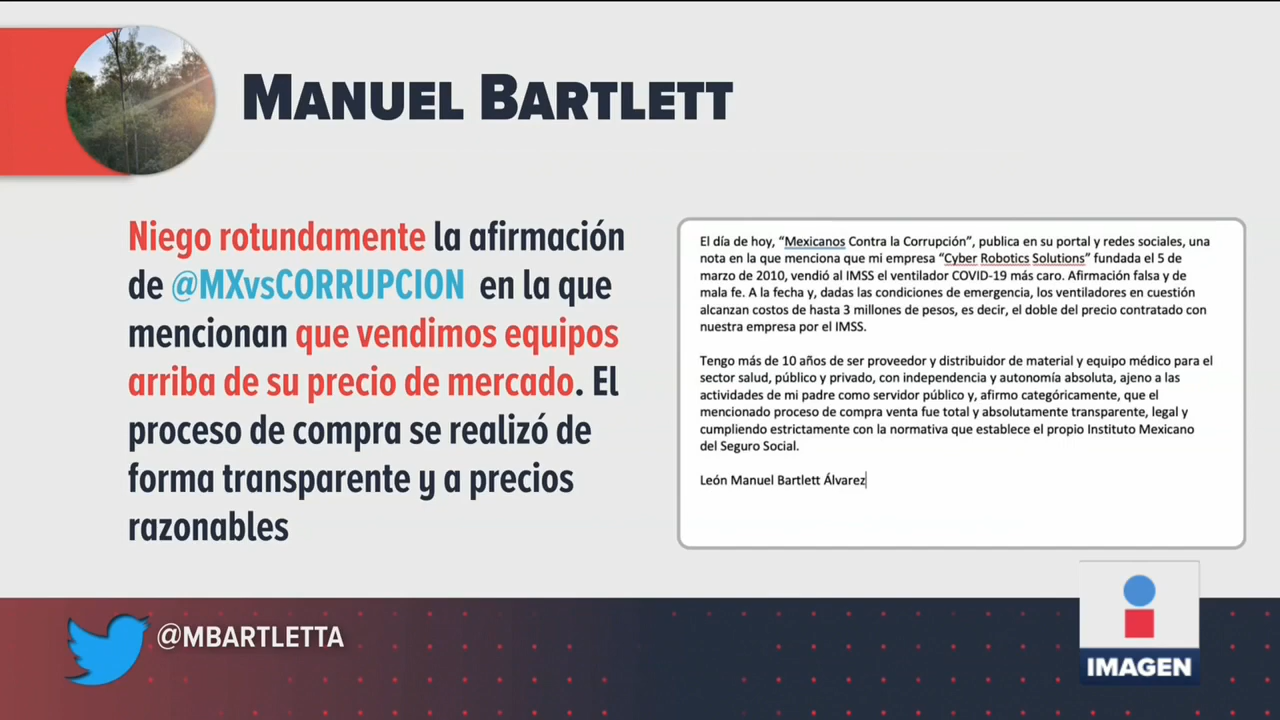 MANUEL BARTLETT
Niego rotundamente la afirmación
de @MXvsCORRUPCION en la que
mencionan que vendimos equipos
arriba de su precio de mercado. El
proceso de compra se realizó de
forma transparente y a precios
razonables
El día de hoy, “Mexicanos Contra la Corrupción”, publica en su portal y redes sociales, una
nota en la que menciona que mi empresa “Cyber Robotics Solutions” fundada el 5 de
marzo de 2010, vendió al IMSS el ventilador COVID-19 más caro. Afirmación falsa y de
mala fe. A la fecha y, dadas las condiciones de emergencia, los ventiladores en cuestión
alcanzan costos de hasta 3 millones de pesos, es decir, el doble del precio contratado con
nuestra empresa por el IMSS.
Tengo más de 10 años de ser proveedor y distribuidor de material y equipo médico para el
sector salud, público y privado, con independencia y autonomía absoluta, ajeno a las
actividades de mi padre como servidor público y, afirmo categóricamente, que el
mencionado proceso de compra venta fue total y absolutamente transparente, legal y
cumpliendo estrictamente con la normativa que establece el propio Instituto Mexicano
del Seguro Social.
León Manuel Bartlett Álvarez
@MBARTLETTA
IMAGEN